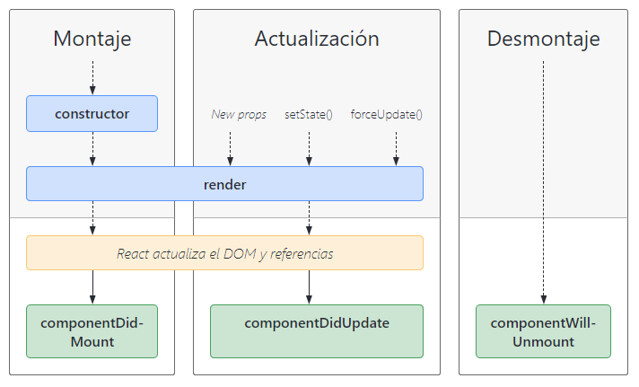 Montaje
Actualización
Desmontaje
constructor
New props
setState()
forceUpdate()
render
React actualiza el DOM y referencias
componentDid-
Mount
componentDidUpdate
componentWill-
Unmount